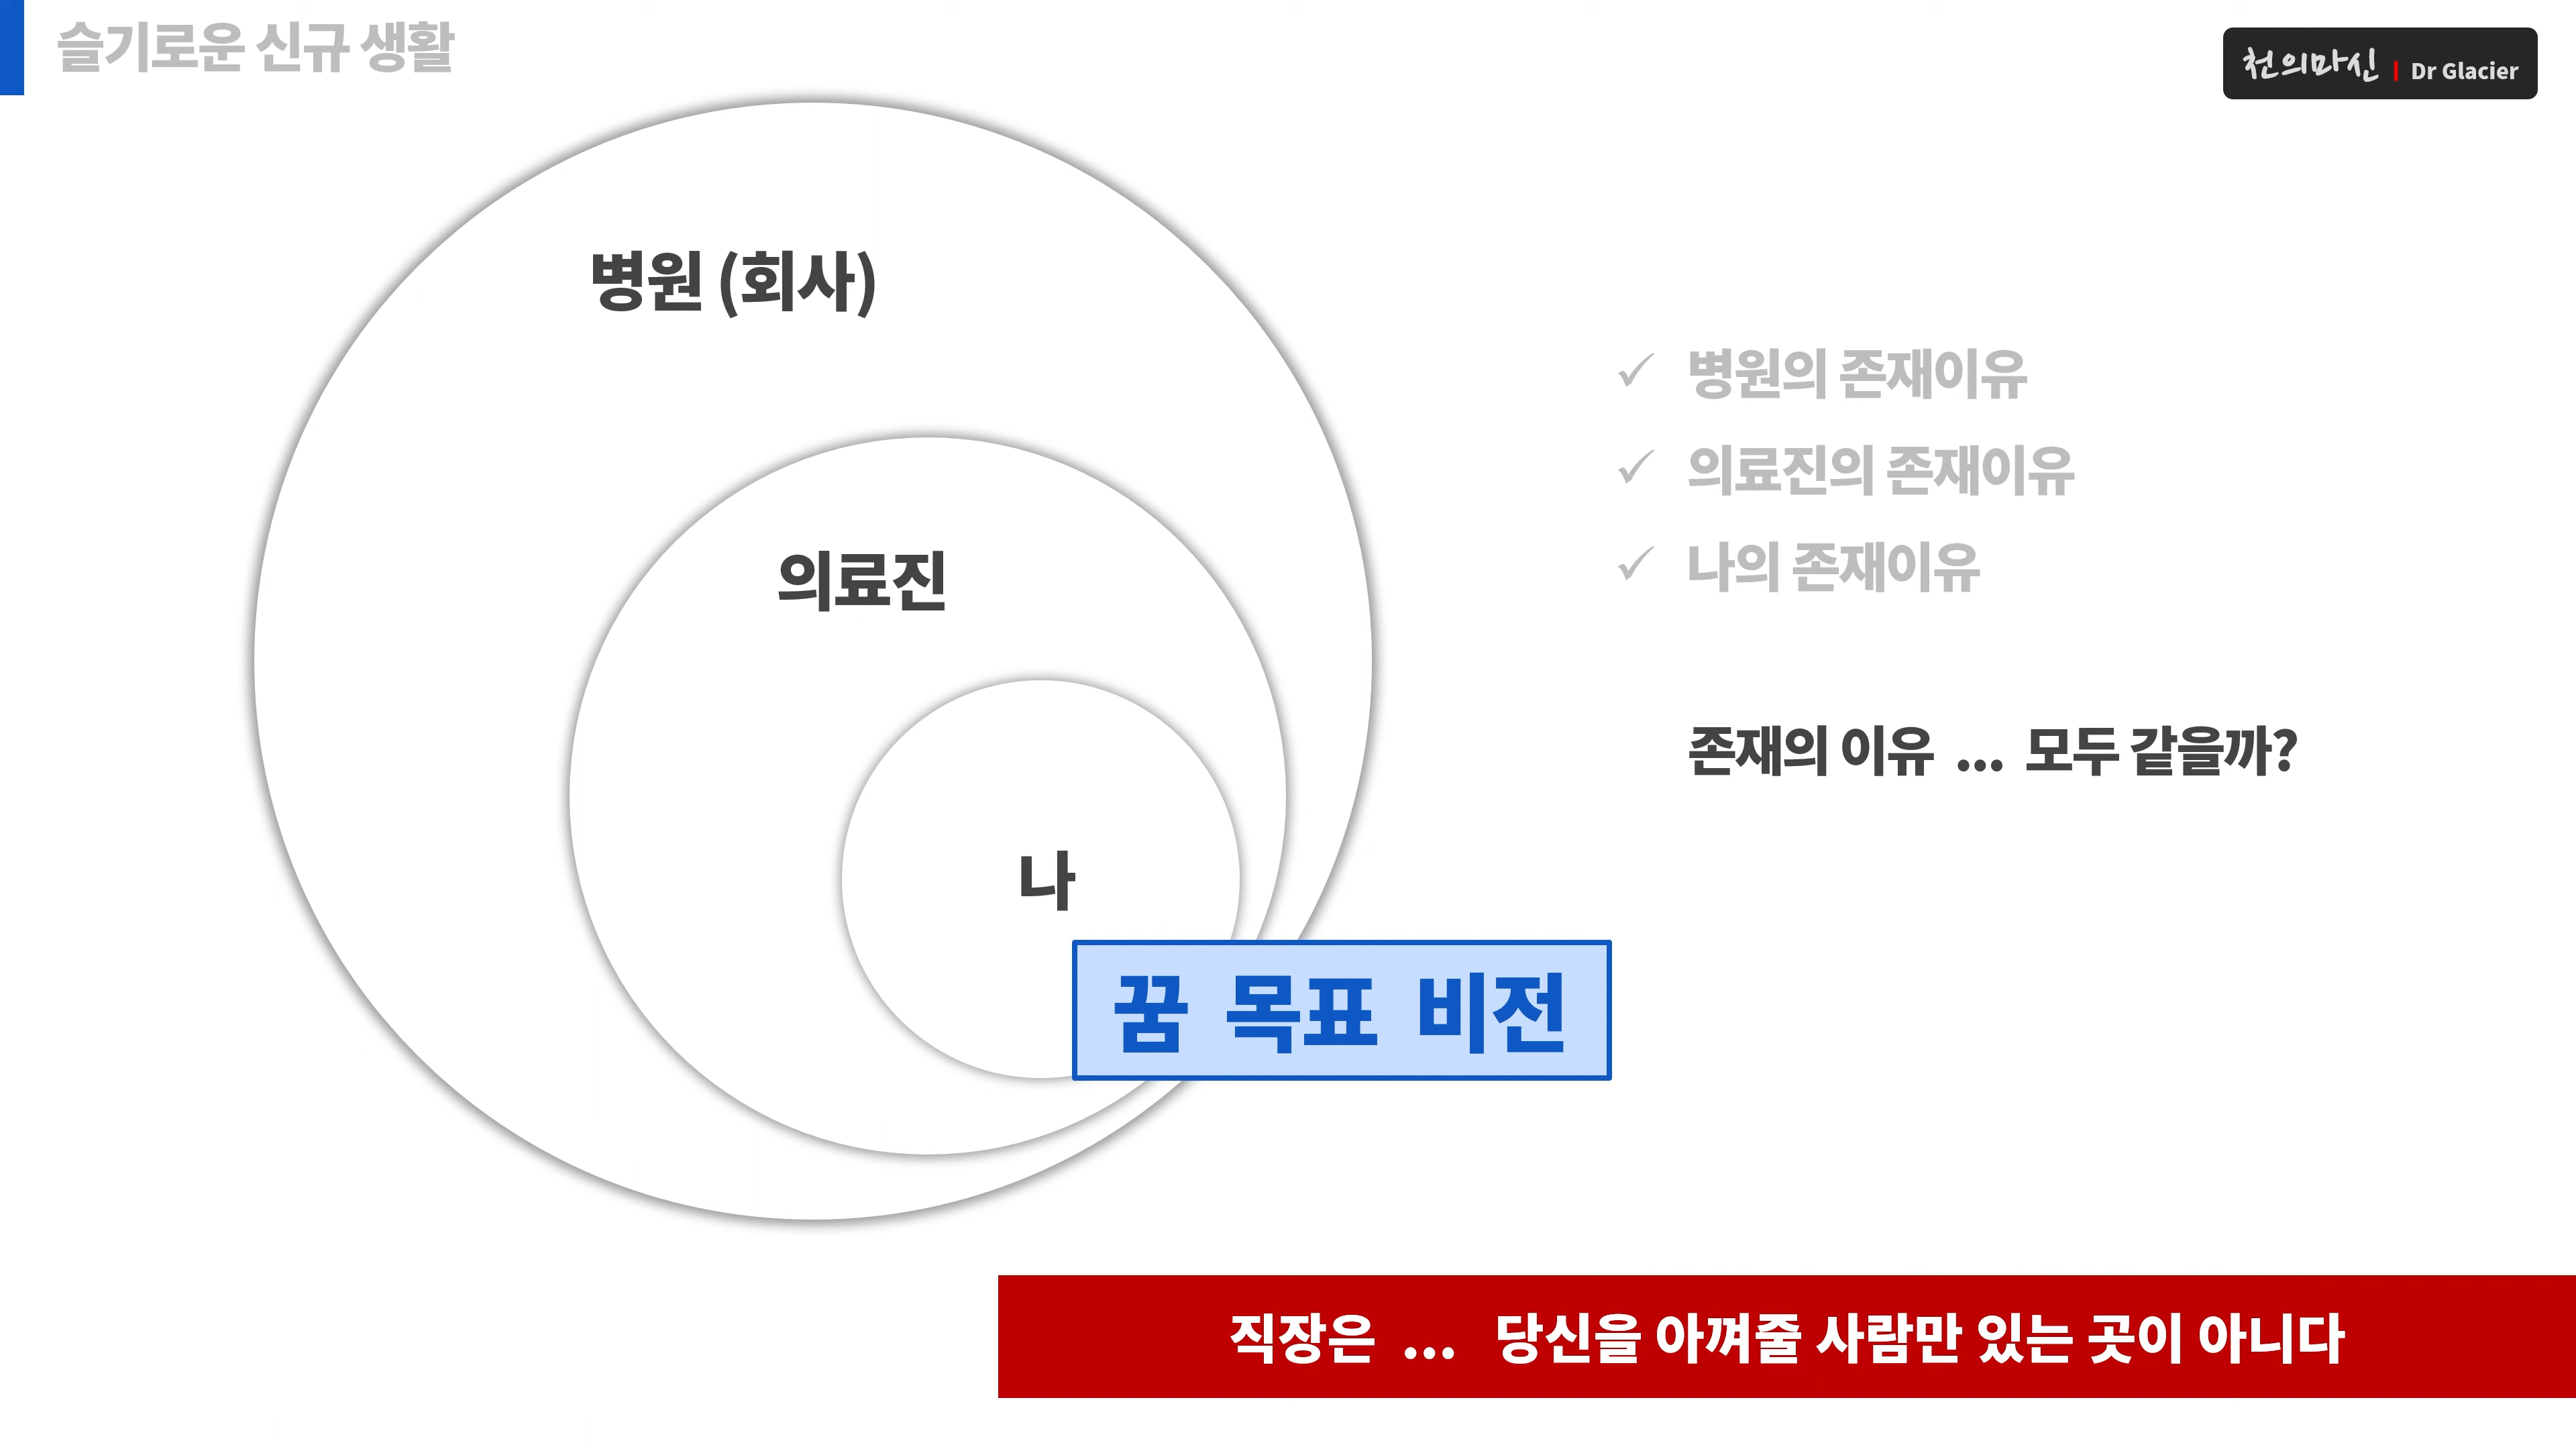 슬기로운 신규 생활
천의마신 | Dr Glacier
병원 (회사)
의료진
나
꿈 목표 비전
✓ 병원의 존재이유
✓ 의료진의 존재이유
✓ 나의 존재이유
존재의 이유 ... 모두 같을까?
직장은 ... 당신을 아껴줄 사람만 있는 곳이 아니다